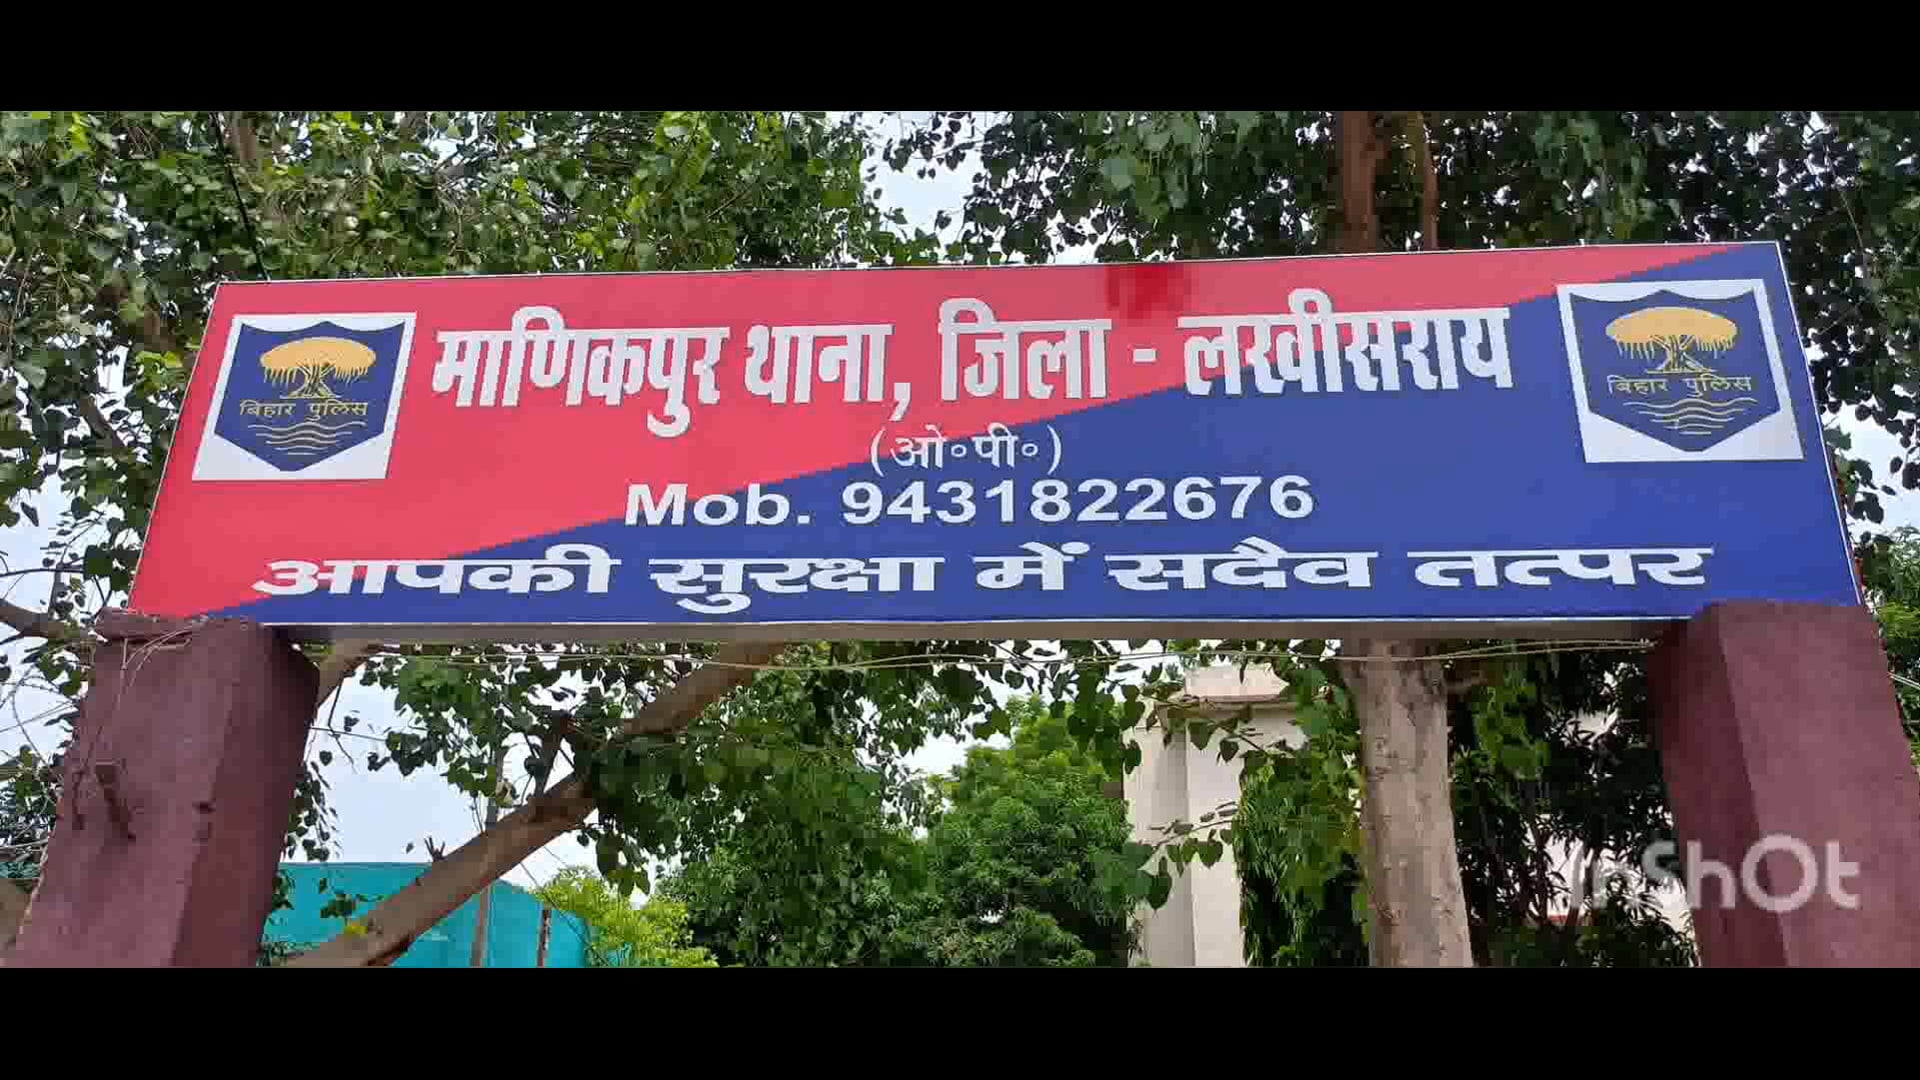 माणिकपुर थाना, जिला - लखीसराय
(ओ॰पी॰)
Mob. 9431822676
आपकी सुरक्षा में सदैव तत्पर
बिहार पुलिस
बिहार पुलिस
InShOt